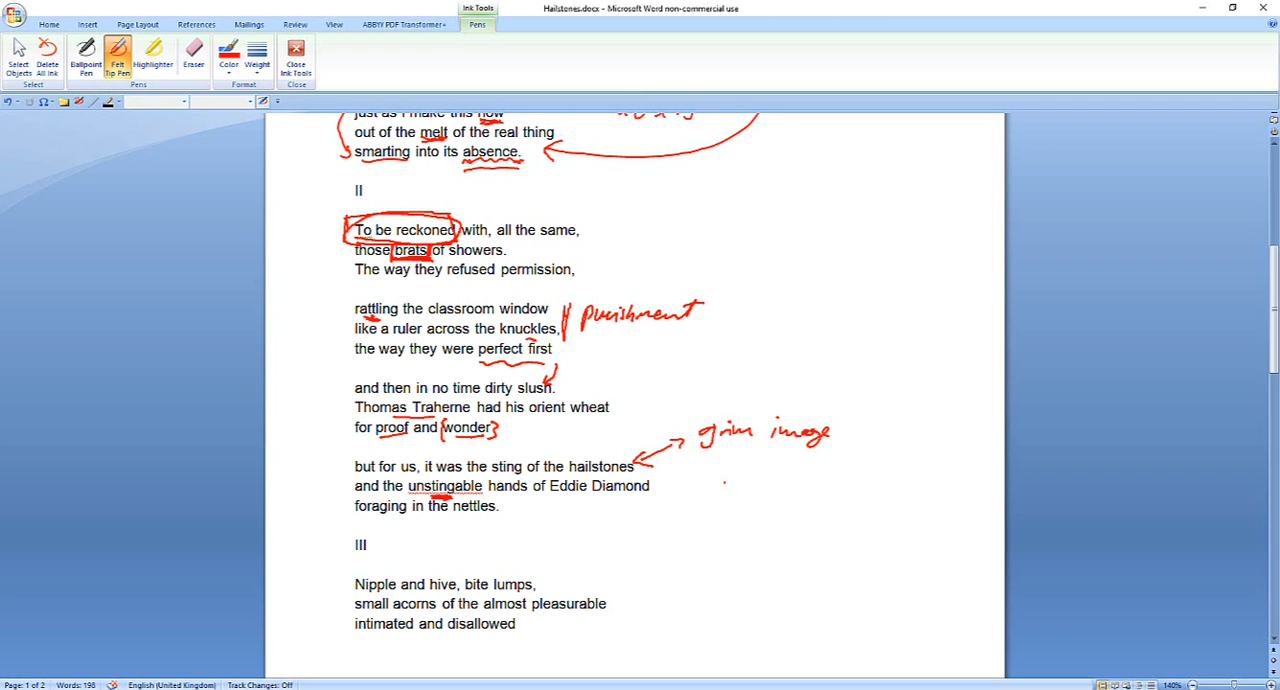 Hailstones.docx - Microsoft Word non-commercial use
Ink Tools
Home Insert Page Layout References Mailings Review View ABBYY PDF Transformer+ Pens
Select Objects
Delete All Ink
Ballpoint Pen
Felt Tip Pen
Highlighter
Eraser
Color
Weight
Close Ink Tools
Select Pens Format Close
just as I make this now
out of the melt of the real thing
smarting into its absence.
II
To be reckoned with, all the same,
those brats of showers.
The way they refused permission,
rattling the classroom window
like a ruler across the knuckles,
punishment
the way they were perfect first
and then in no time dirty slush.
Thomas Traherne had his orient wheat
for proof and {wonder}
grim image
but for us, it was the sting of the hailstones
and the unstingable hands of Eddie Diamond
foraging in the nettles.
III
Nipple and hive, bite lumps,
small acorns of the almost pleasurable
intimated and disallowed
Page: 1 of 2 Words: 198 English (United Kingdom) Track Changes: Off 140%